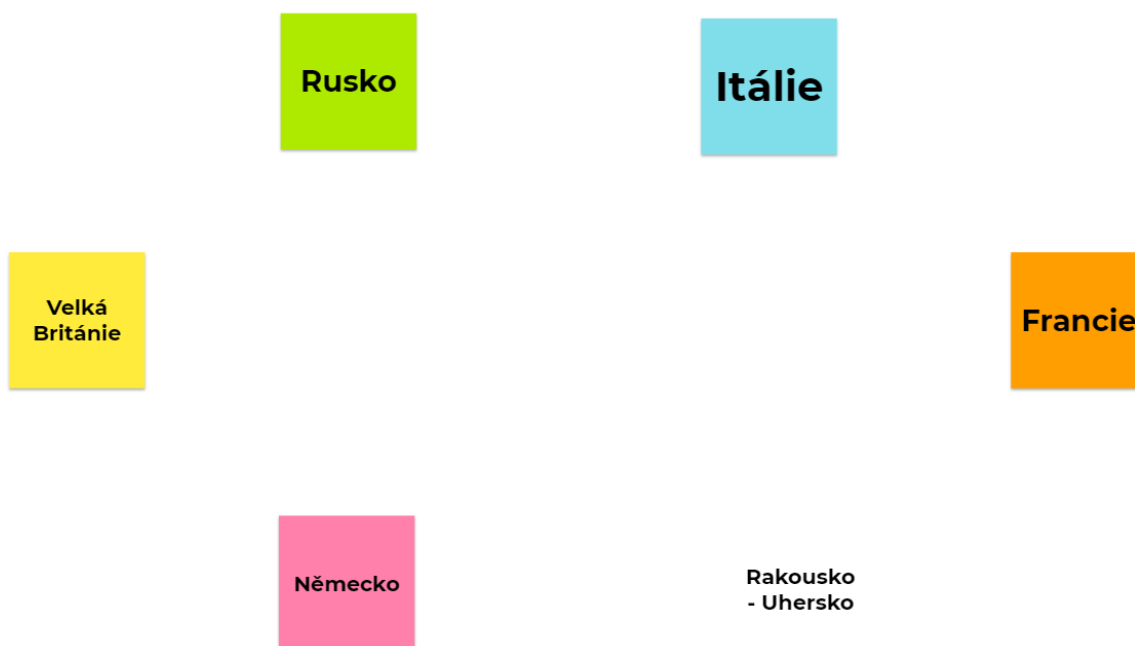 Rusko
Itálie
Velká
Británie
Francie
Německo
Rakousko
- Uhersko